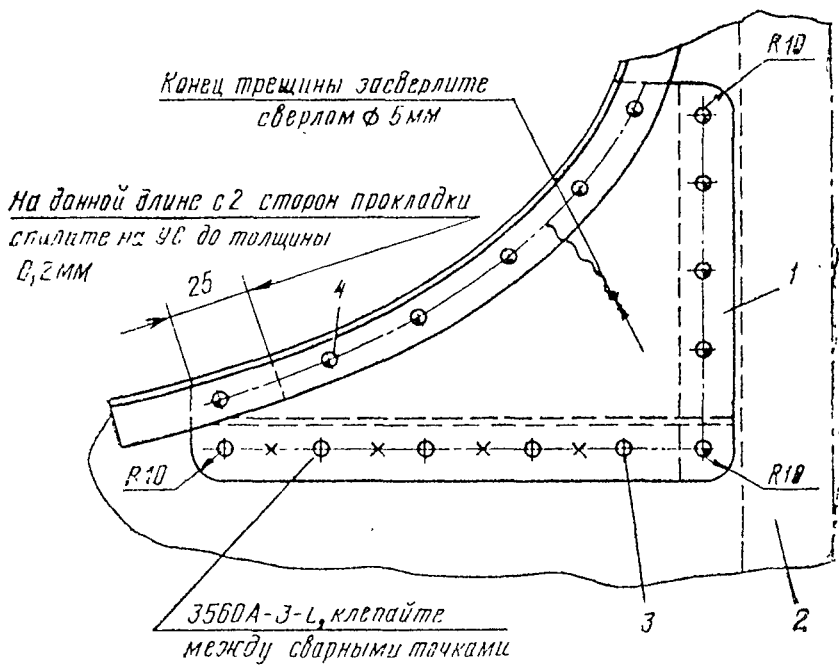 R10
Конец трещины засверлите
сверлом ϕ 5мм
На данной длине с 2 сторон прокладки
спилите на УС до толщины
0,2мм
25
4
1
R10
R10
3560А-3-L, клепайте
между сварными точками
3
2